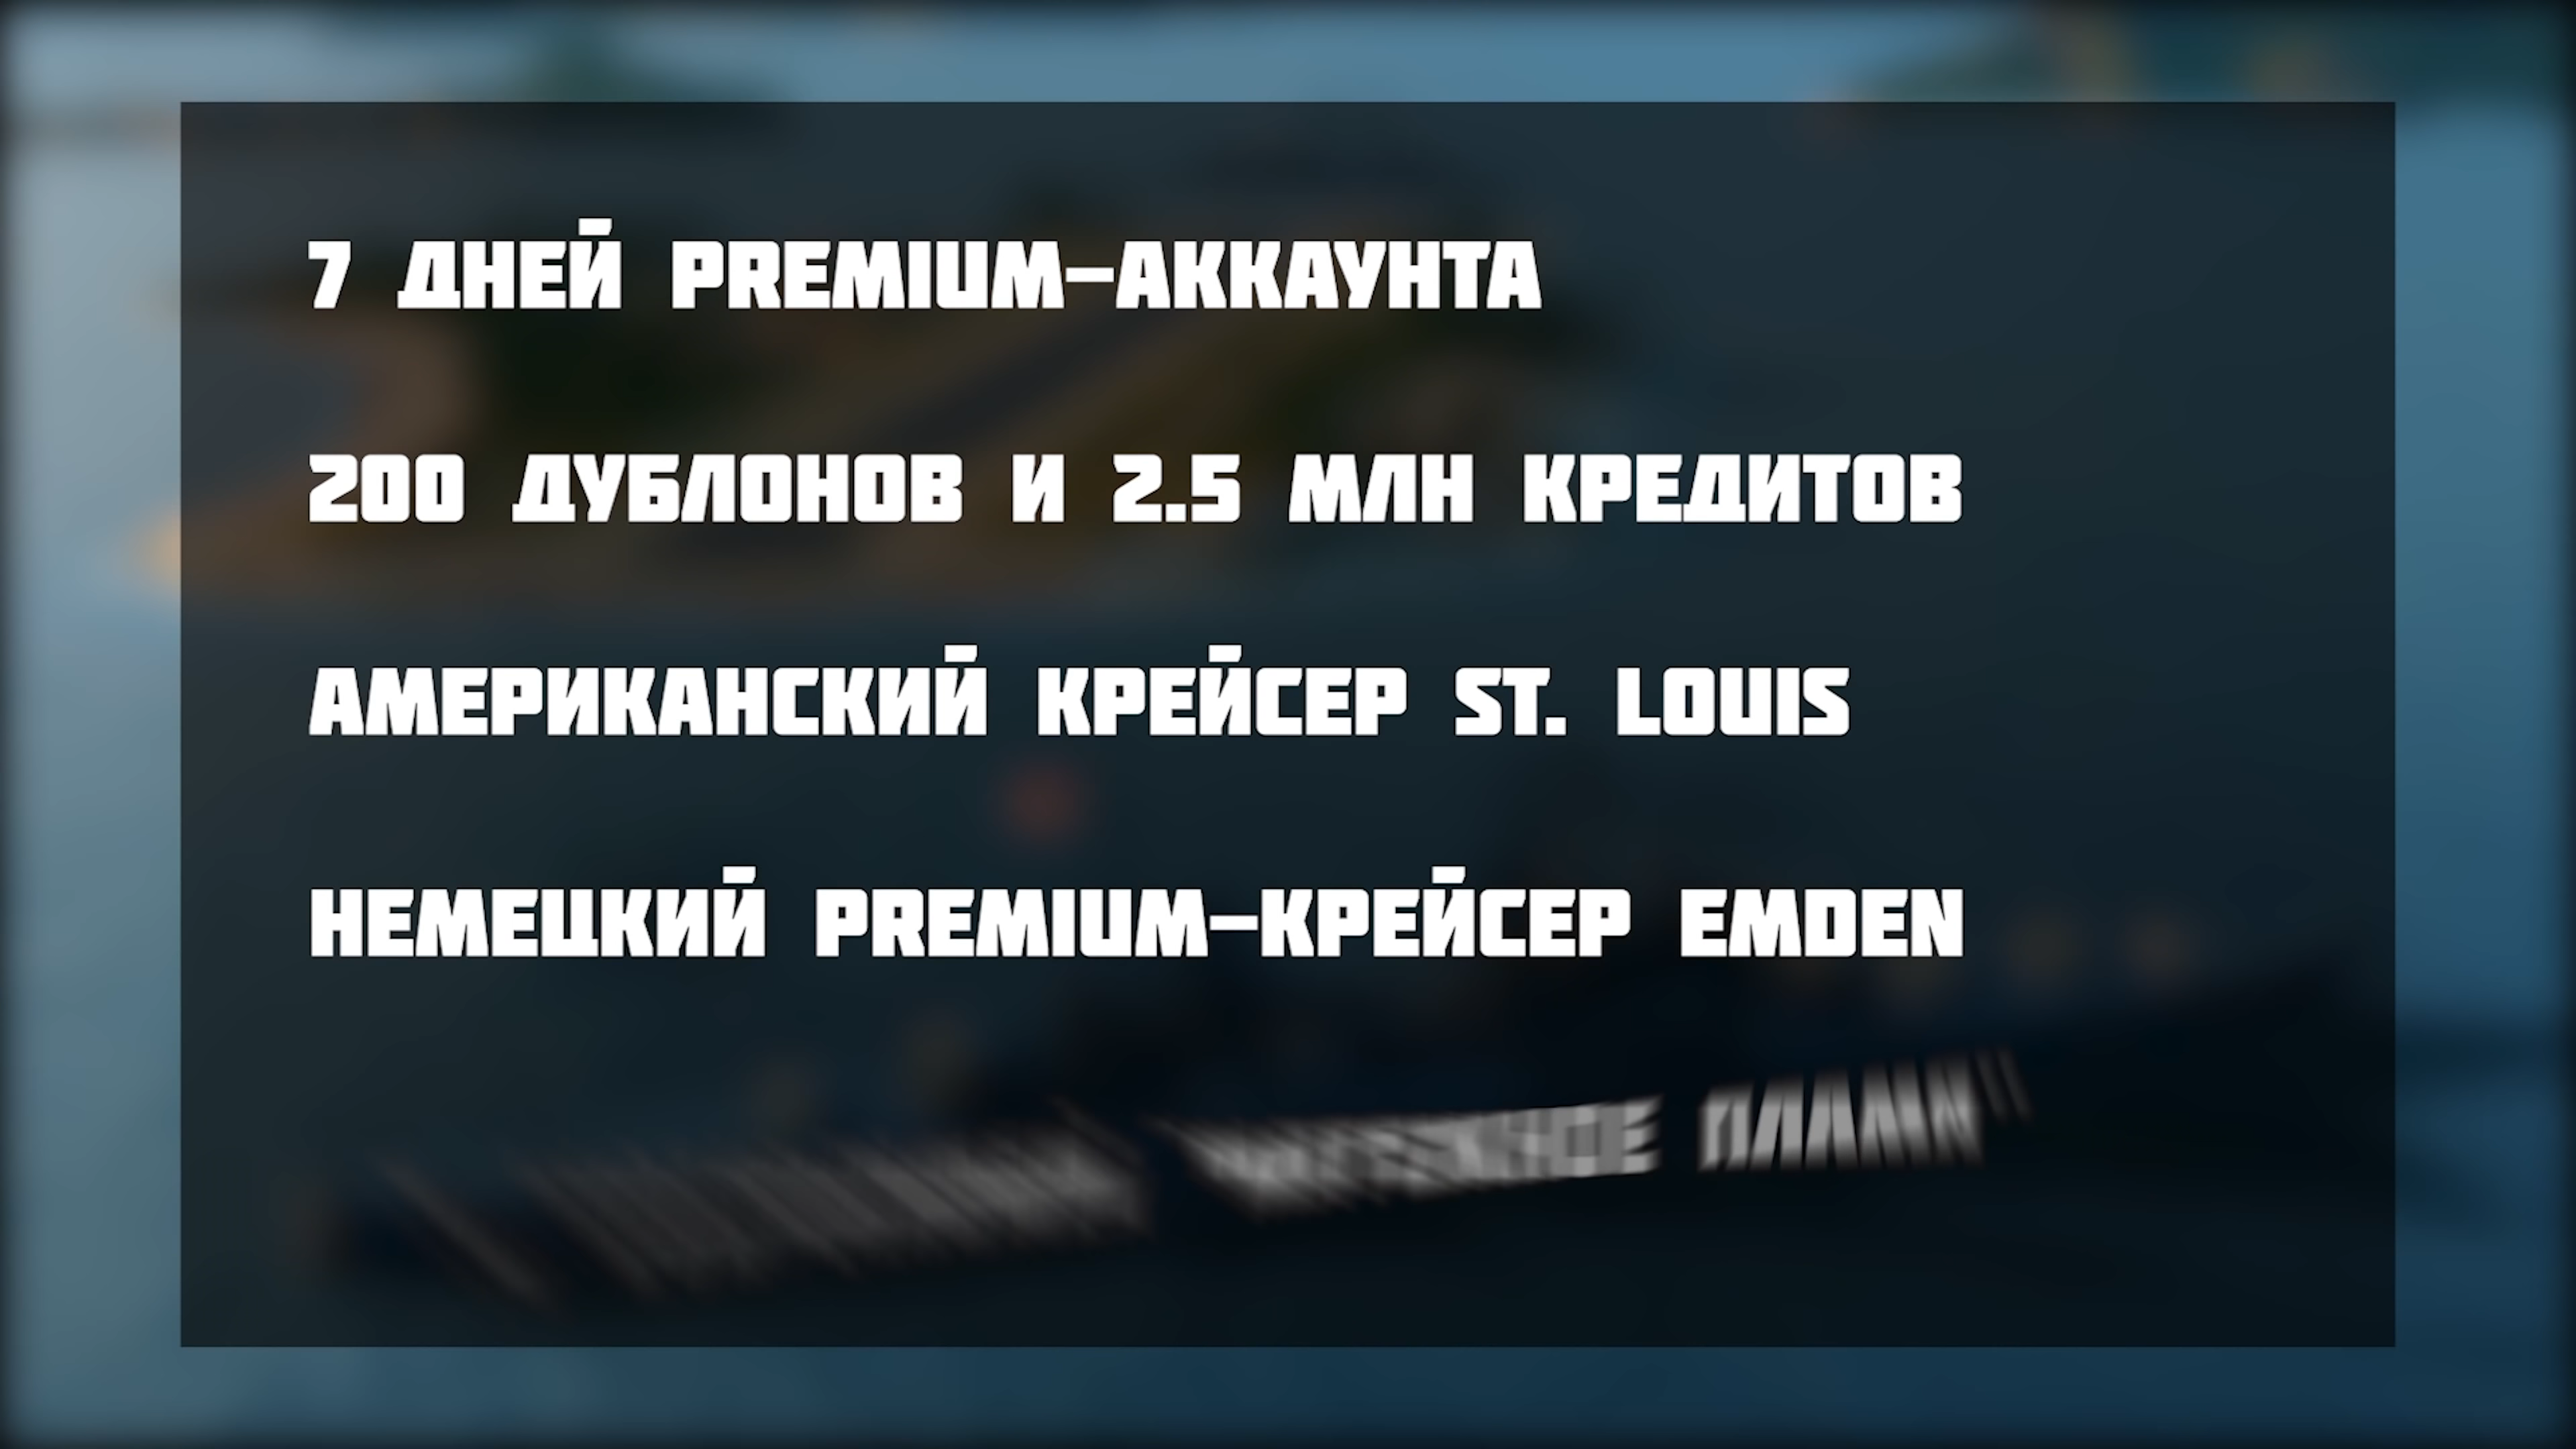 7 ДНЕЙ PREMIUM-АККАУНТА
200 ДУБЛОНОВ И 2.5 МЛН КРЕДИТОВ
АМЕРИКАНСКИЙ КРЕЙСЕР ST. LOUIS
НЕМЕЦКИЙ PREMIUM-КРЕЙСЕР EMDEN